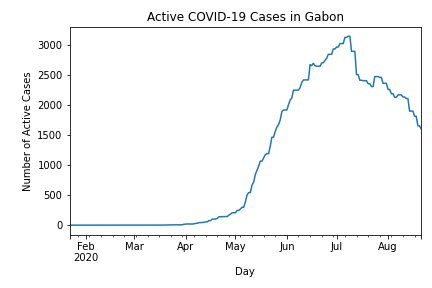 Active COVID-19 Cases in Gabon
Number of Active Cases
3000
2500
2000
1500
1000
500
0
Feb Mar Apr May Jun Jul Aug
2020
Day